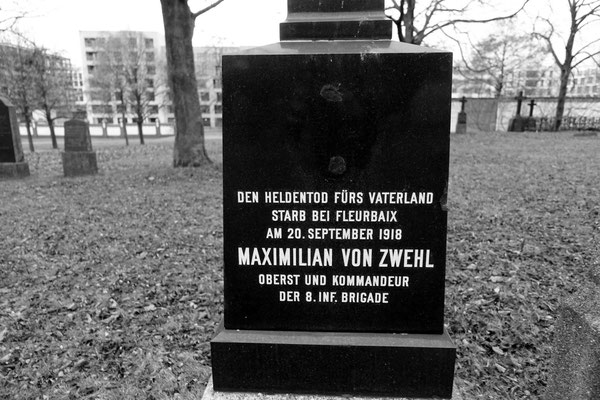 DEN HELDENTOD FÜRS VATERLAND
STARB BEI FLEURBAIX
AM 20. SEPTEMBER 1918
MAXIMILIAN VON ZWEHL
OBERST UND KOMMANDEUR
DER 8. INF. BRIGADE